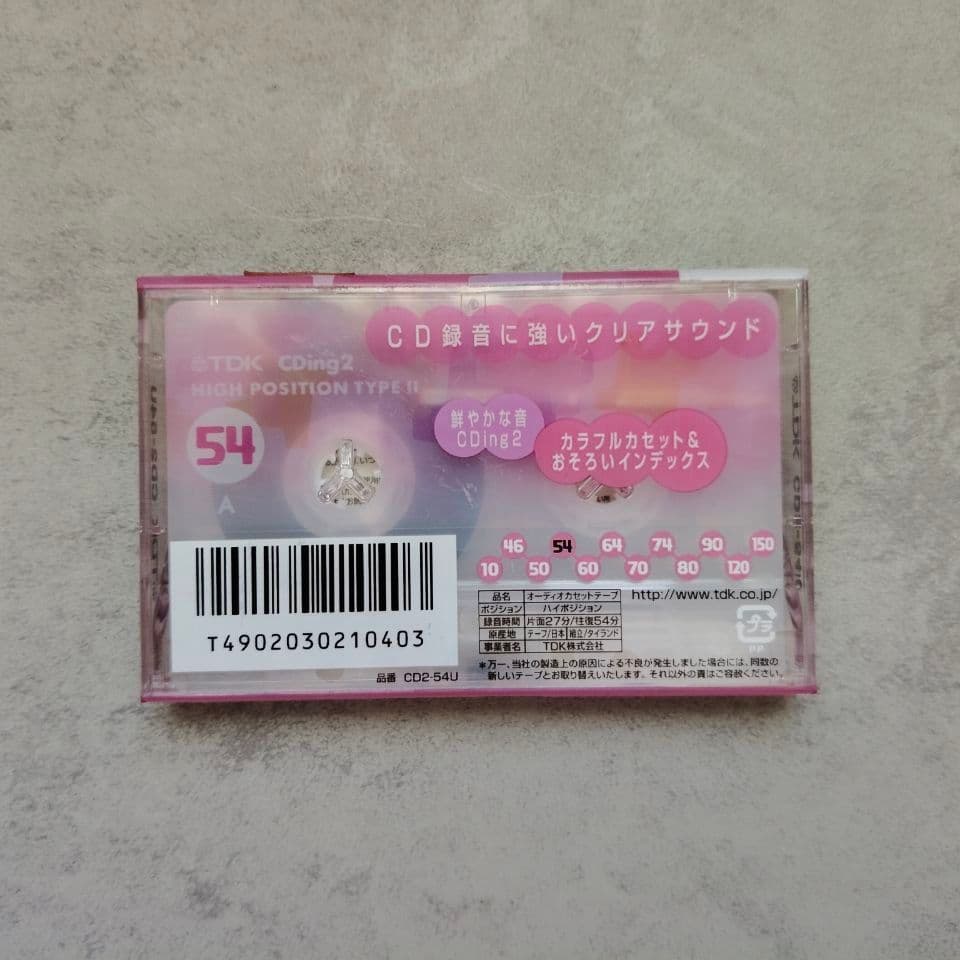 CD録音に強いクリアサウンド
TDK CDing2
HIGH POSITION TYPE II
54
A
鮮やかな音
CDing2
カラフルカセット&
おそろいインデックス
46 54 64 74 90 150
10 50 60 70 80 120
T4902030210403
品番 CD2-54U
品名 オーディオカセットテープ
ポジション ハイポジション
録音時間 片面27分/往復54分
原産地 テープ/日本 組立/タイランド
事業者名 TDK株式会社
http://www.tdk.co.jp/
プラ
PP
*万一、当社の製造上の原因による不良が発生しました場合には、同数の
新しいテープとお取り替えいたします。それ以外の責はご容赦ください。